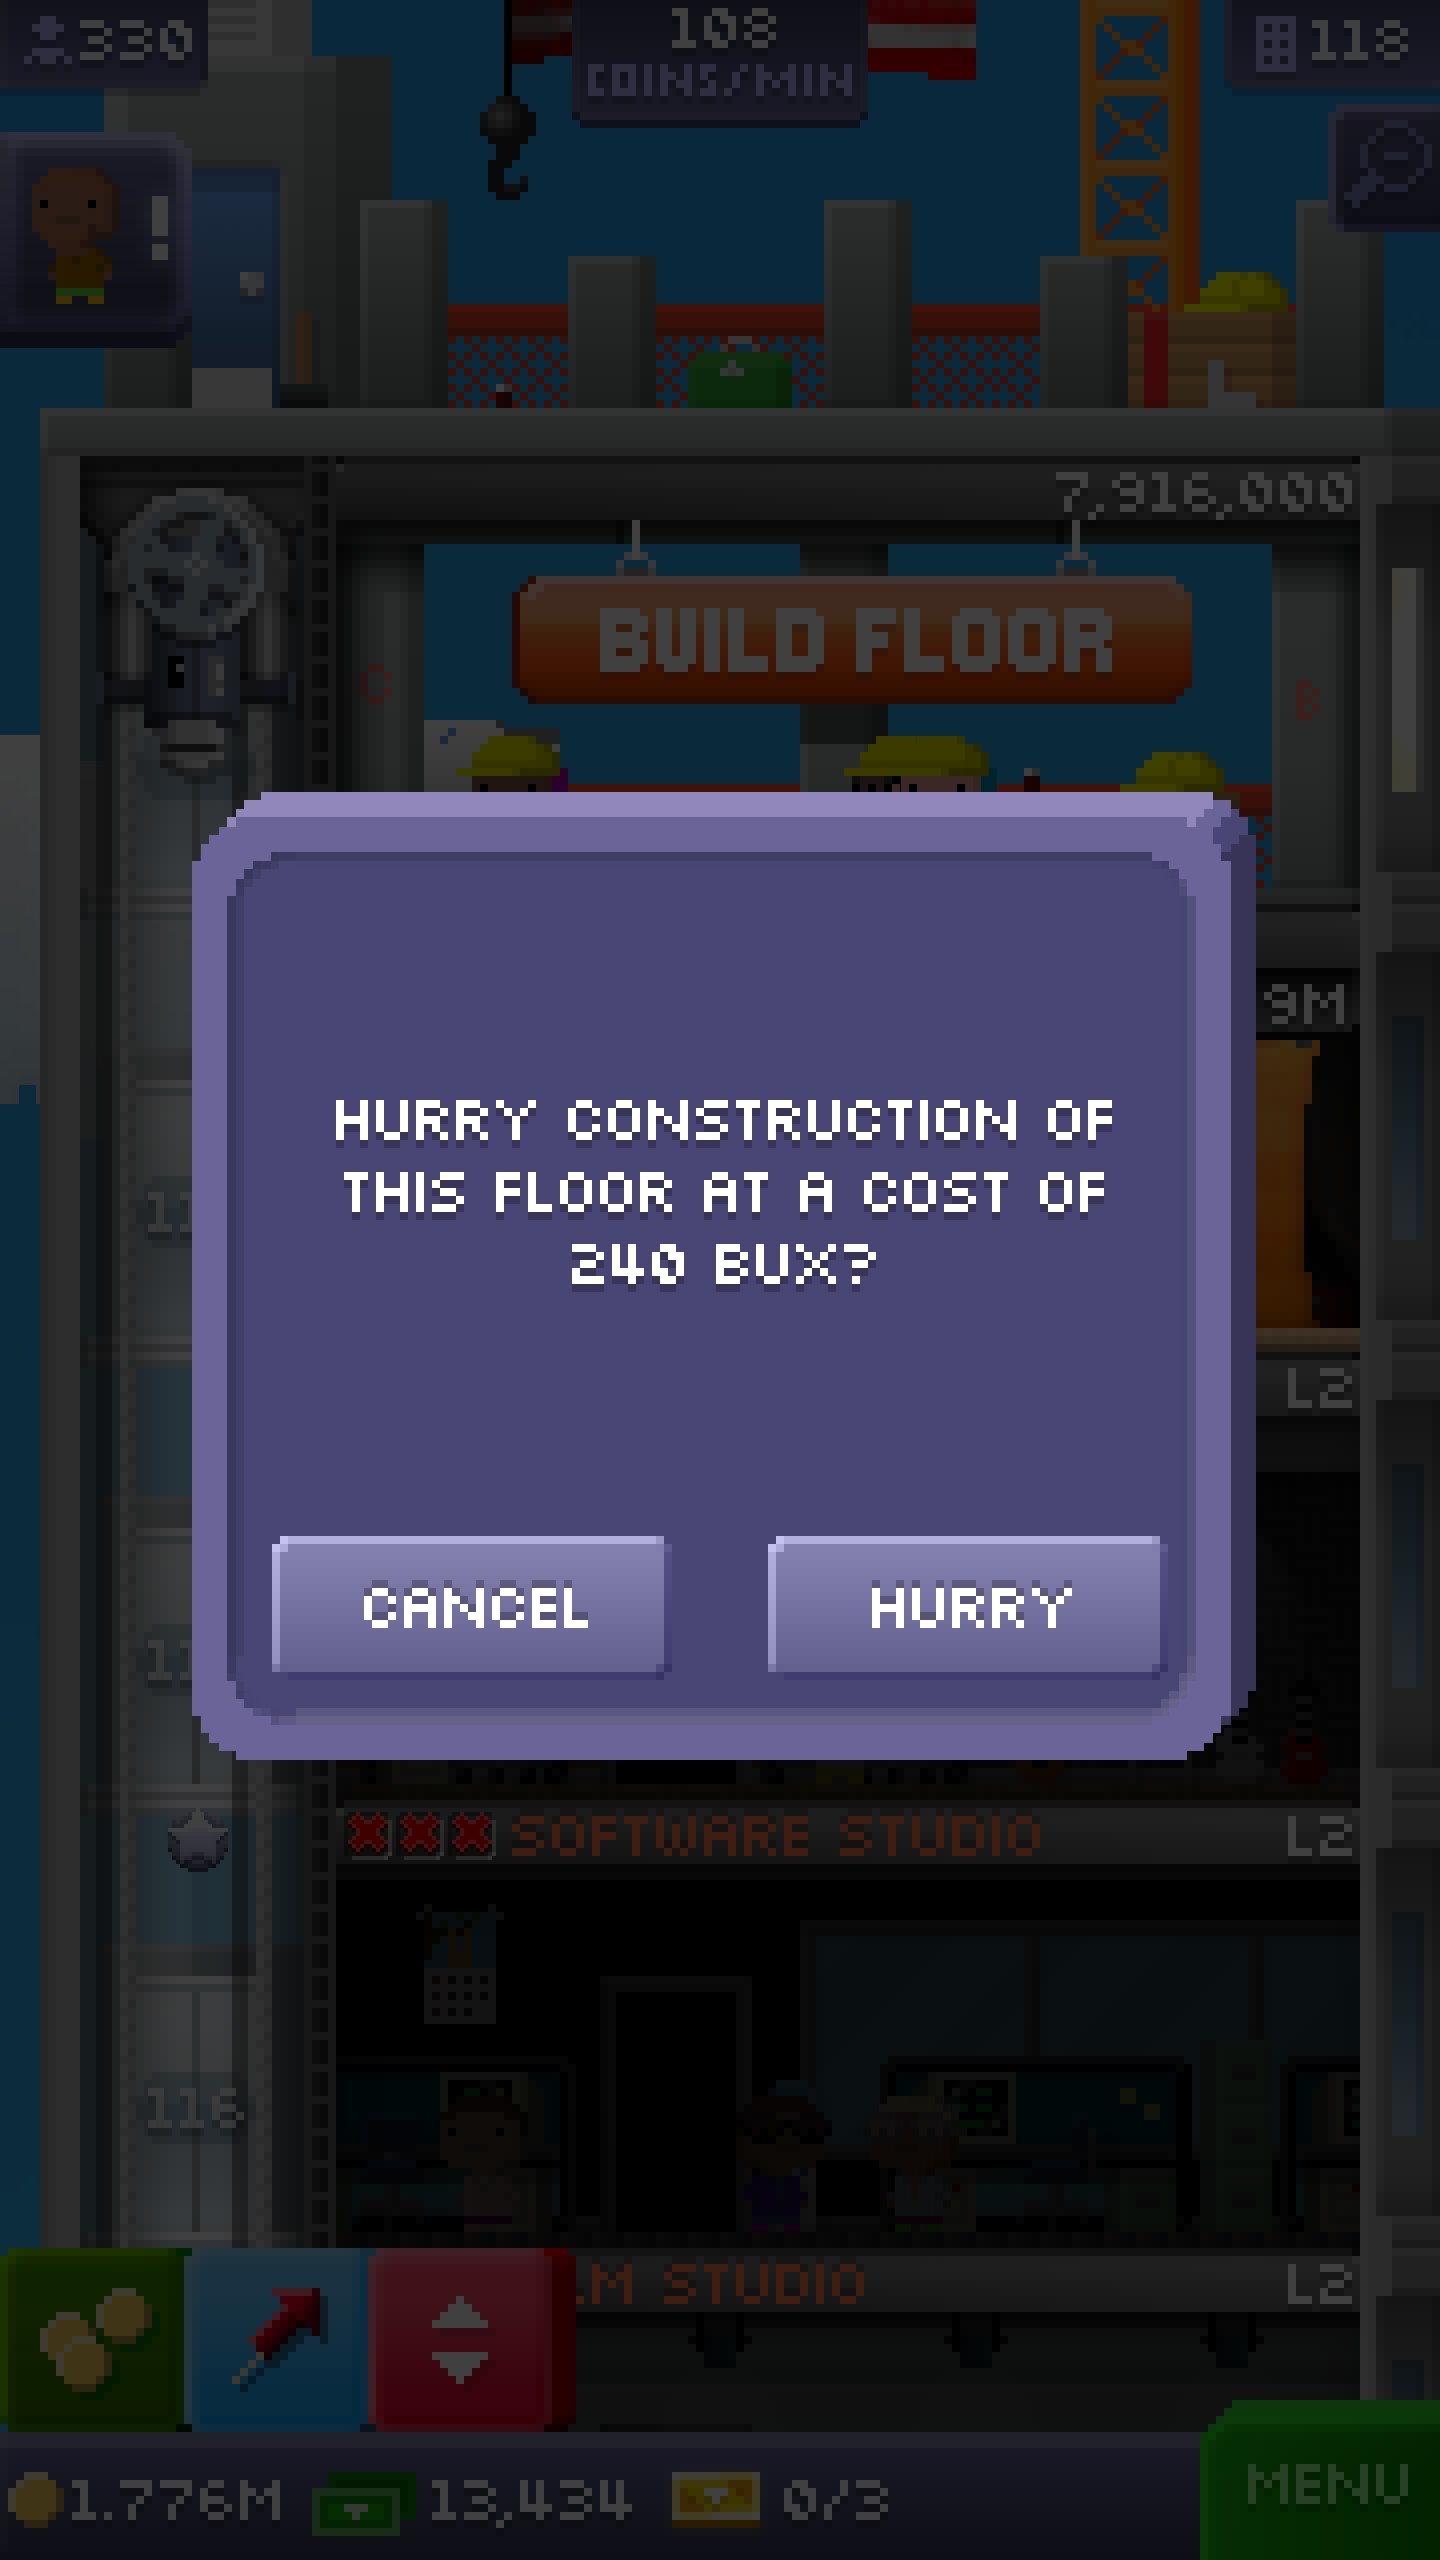 330
108
COINS/MIN
118
!
7,916,000
BUILD FLOOR
C
B
9M
HURRY CONSTRUCTION OF
THIS FLOOR AT A COST OF
240 BUX?
L2
CANCEL
HURRY
SOFTWARE STUDIO
L2
116
LM STUDIO
L2
1.776M
13,434
0/3
MENU